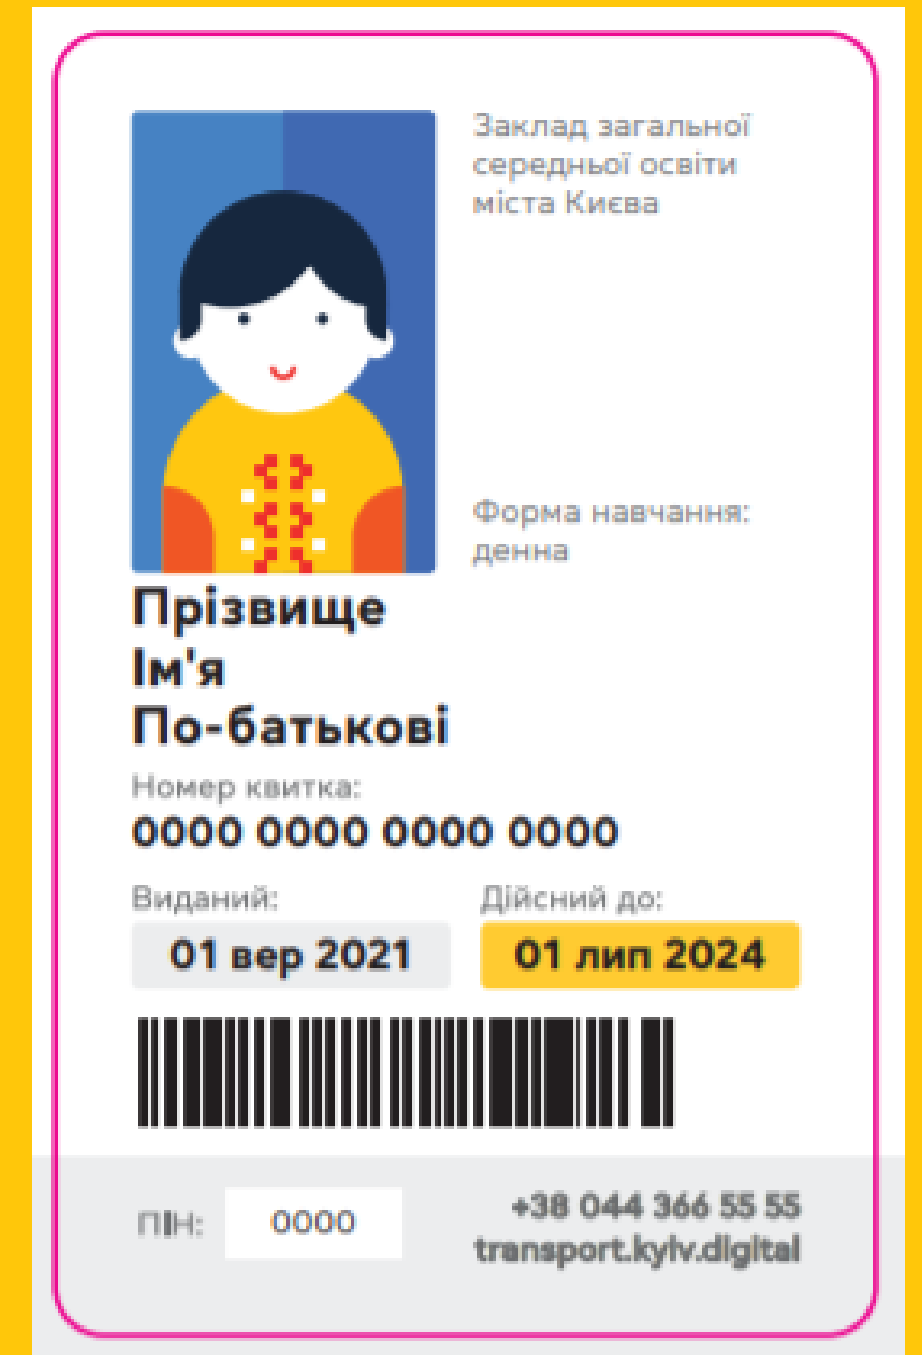 Заклад загальної
середньої освіти
міста Києва
Форма навчання:
денна
Прізвище
Ім'я
По-батькові
Номер квитка:
0000 0000 0000 0000
Виданий: Дійсний до:
01 вер 2021 01 лип 2024
ПІН: 0000
+38 044 366 55 55
transport.kyiv.digital